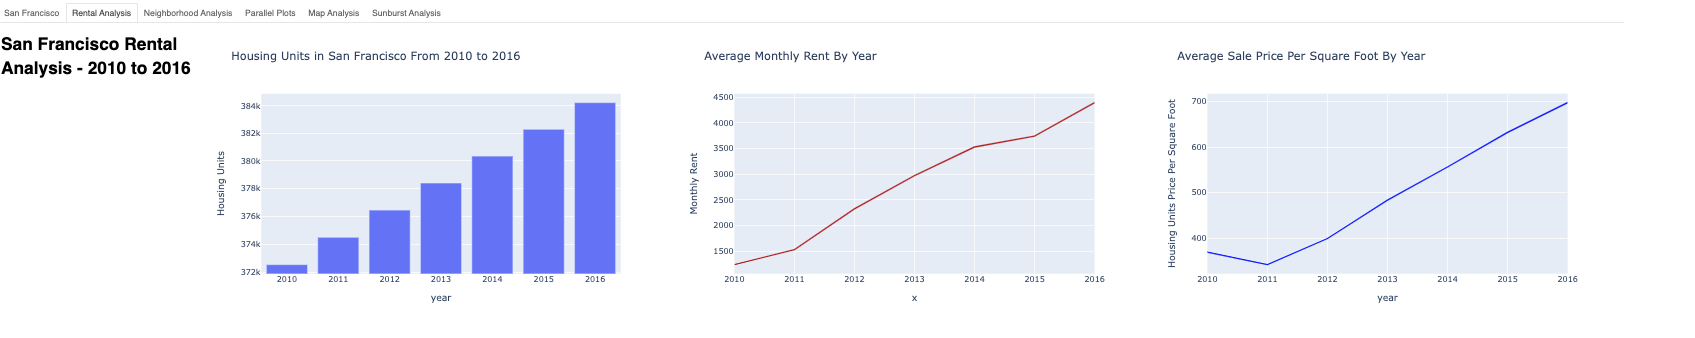 San Francisco Rental Analysis Neighborhood Analysis Parallel Plots Map Analysis Sunburst Analysis
San Francisco Rental
Analysis - 2010 to 2016
Housing Units in San Francisco From 2010 to 2016
384k
382k
380k
378k
376k
374k
372k
Housing Units
2010 2011 2012 2013 2014 2015 2016
year
Average Monthly Rent By Year
4500
4000
3500
3000
2500
2000
1500
Monthly Rent
2010 2011 2012 2013 2014 2015 2016
x
Average Sale Price Per Square Foot By Year
700
600
500
400
Housing Units Price Per Square Foot
2010 2011 2012 2013 2014 2015 2016
year